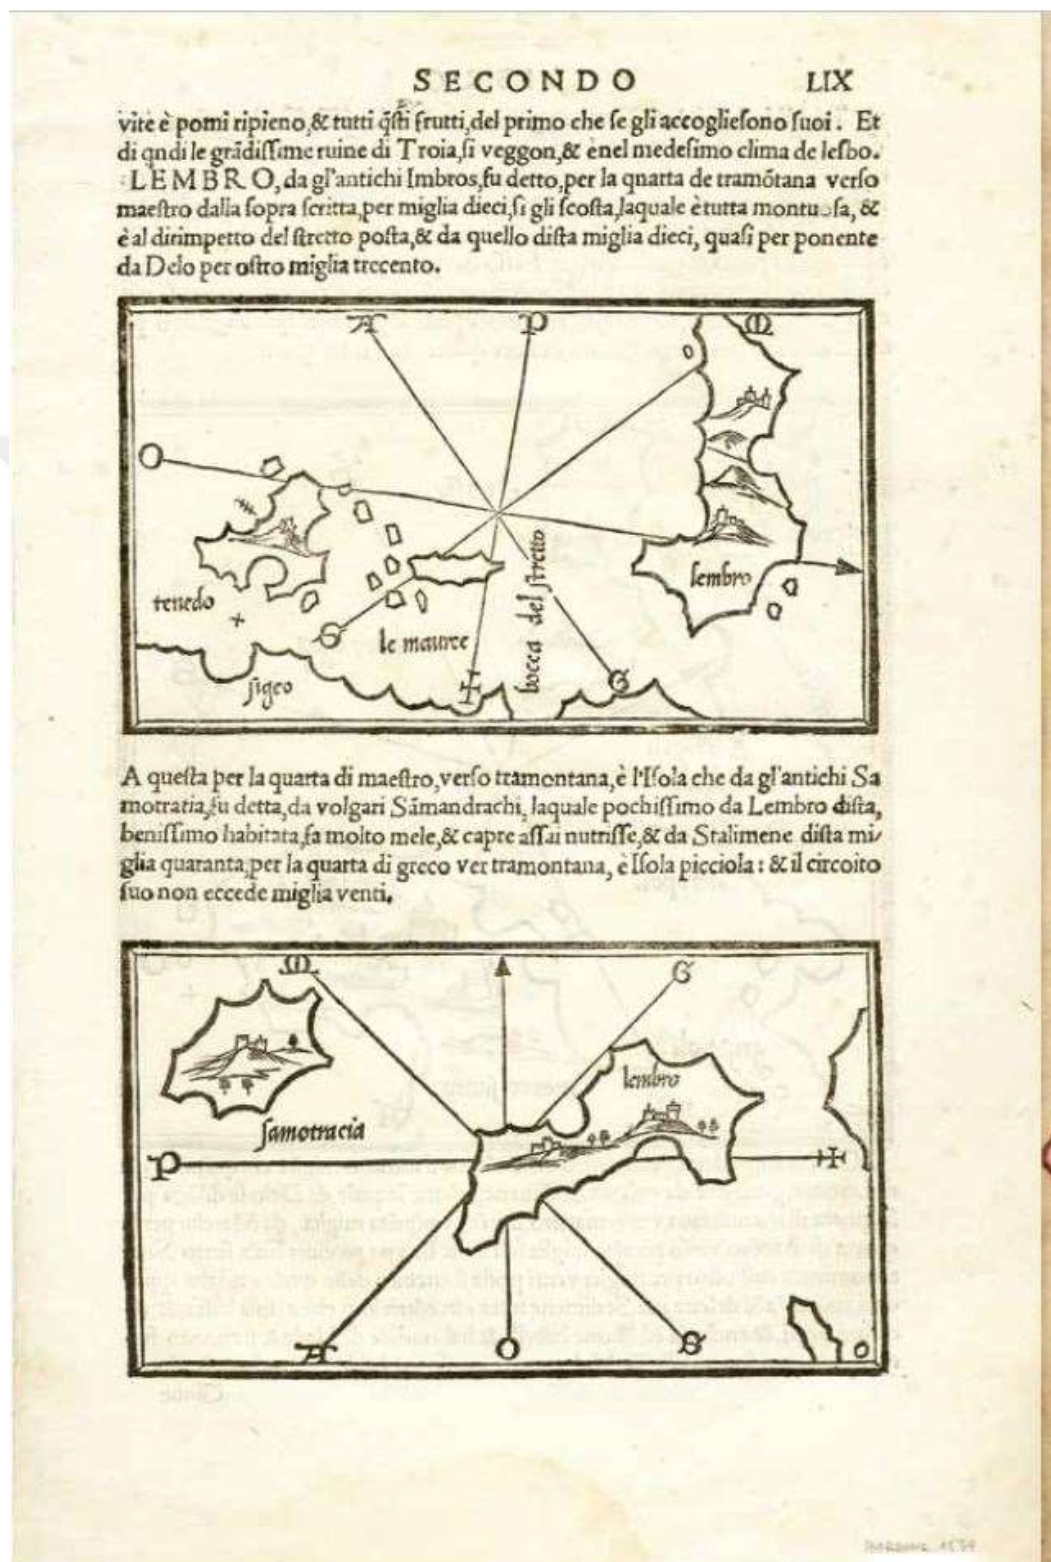 SECONDO LIX
vite è pomi ripieno,& tutti q̃sti frutti,del primo che se gli accogliesono suoi. Et
di qndi le grādissime ruine di Troia,si veggon,& ènel medesimo clima de lesbo.
LEMBRO, da gl'antichi Imbros,fu detto,per la quarta de tramõtana verso
maestro dalla sopra scritta,per miglia dieci,si gli scosta,laquale è tutta montuosa, &
è al dirimpetto del stretto posta,& da quello dista miglia dieci, quasi per ponente
da Delo per ostro miglia trecento.
A P M
O
lembro
tenedo
bocca del stretto
G
le mauree
sigeo
G
A questa per la quarta di maestro,verso tramontana,è l'Isola che da gl'antichi Sa
motratia,fu detta,da volgari Sāmandrachi, laquale pochissimo da Lembro dista,
benissimo habitata,fa molto mele,& capre assai nutrisse,& da Stalimene dista mi/
glia quaranta,per la quarta di greco ver tramontana, è Isola picciola: & il circoito
suo non eccede miglia venti.
M G
lembro
samotracia
P
A O S